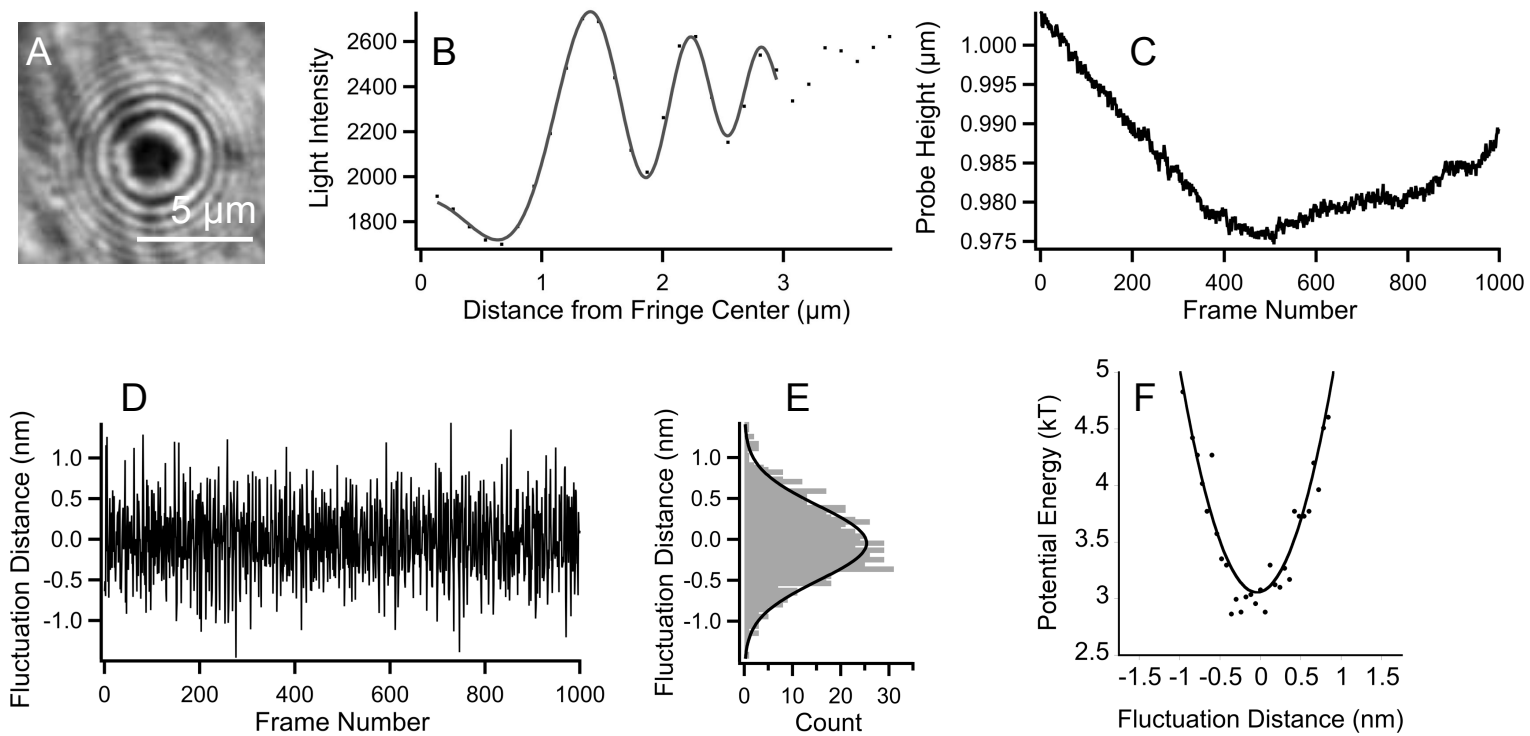 A
5 µm
B
Light Intensity
2600
2400
2200
2000
1800
0 1 2 3
Distance from Fringe Center (µm)
C
Probe Height (µm)
1.000
0.995
0.990
0.985
0.980
0.975
0 200 400 600 800 1000
Frame Number
D
Fluctuation Distance (nm)
1.0
0.5
0.0
-0.5
-1.0
0 200 400 600 800 1000
Frame Number
E
Fluctuation Distance (nm)
1.0
0.5
0.0
-0.5
-1.0
0 10 20 30
Count
F
Potential Energy (kT)
5
4.5
4
3.5
3
2.5
-1.5 -1 -0.5 0 0.5 1 1.5
Fluctuation Distance (nm)